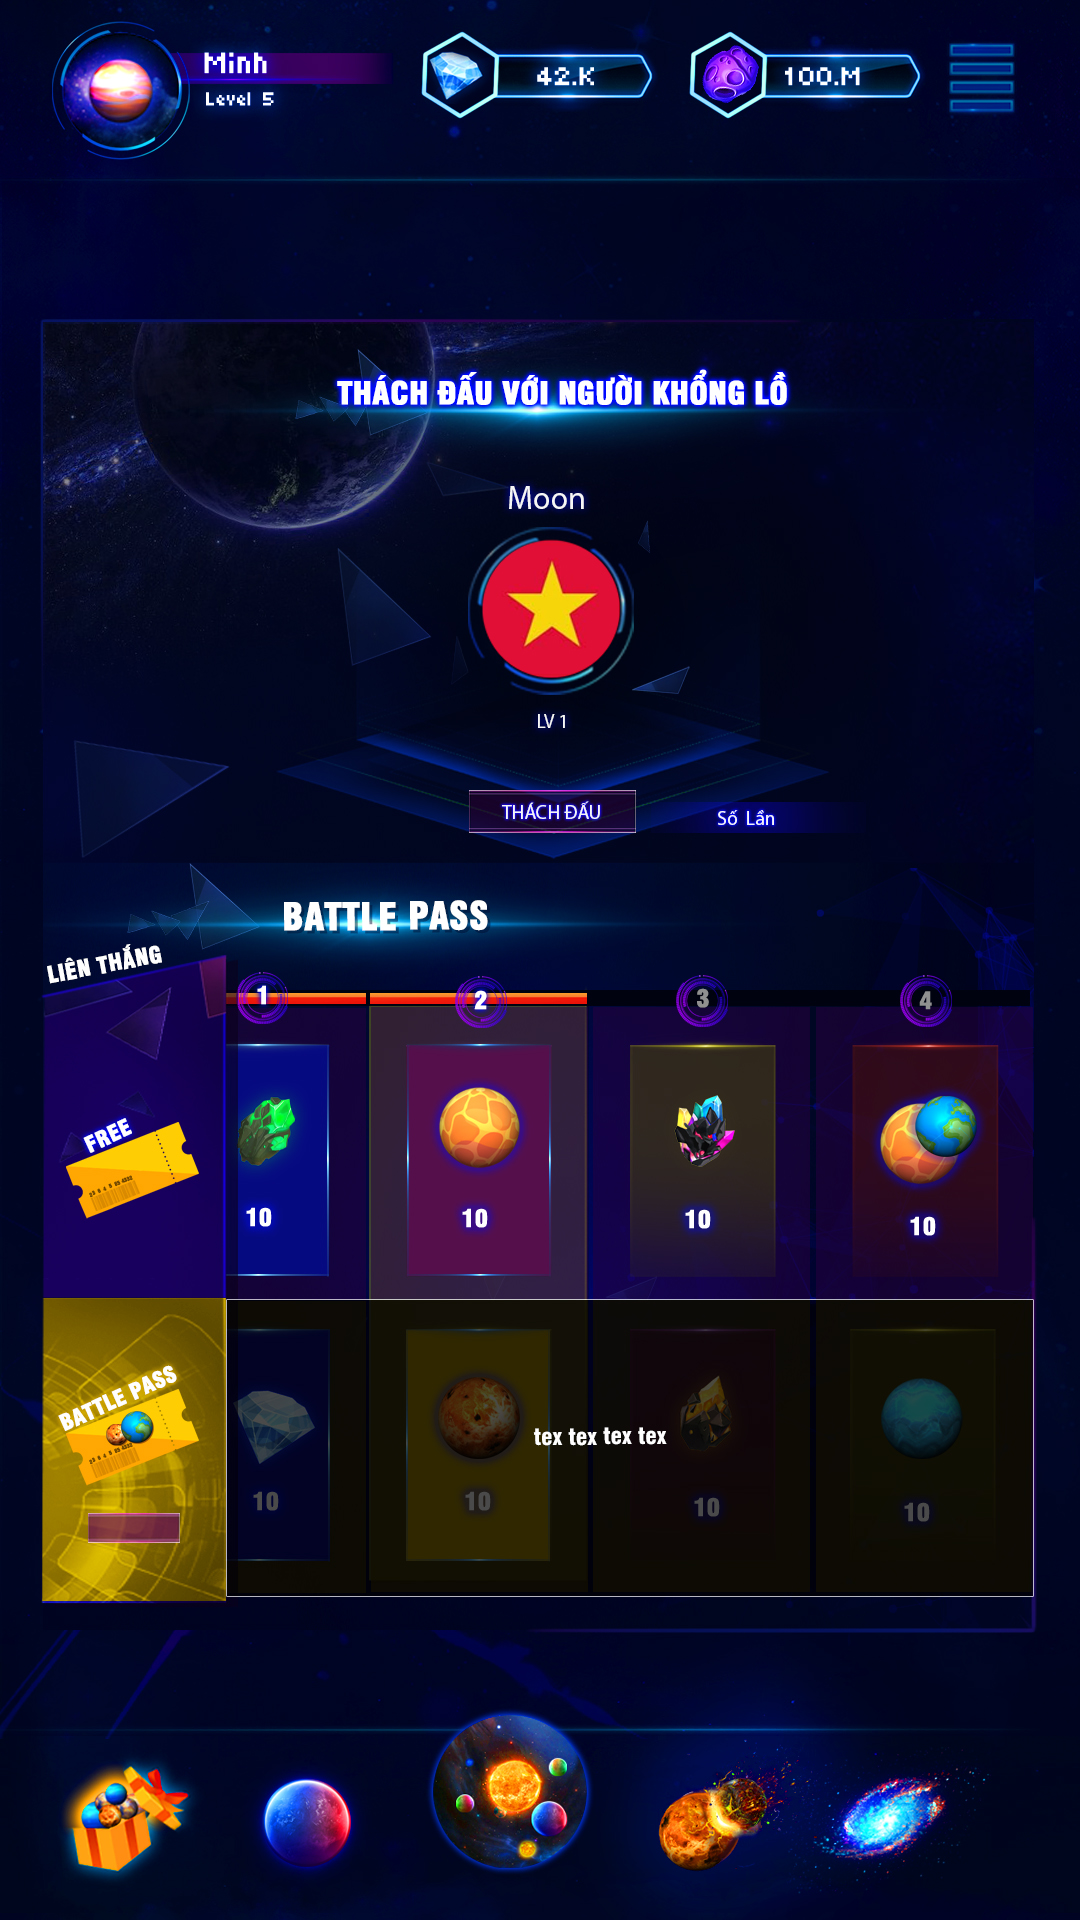 Minh
Level 5
42.K
100.M
THÁCH ĐẤU VỚI NGƯỜI KHỔNG LỒ
Moon
LV 1
THÁCH ĐẤU
Số Lần
BATTLE PASS
LIÊN THẮNG
1
2
3
4
FREE
10
10
10
10
BATTLE PASS
tex tex tex tex
10
10
10
10